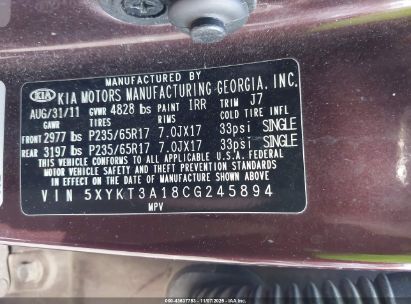 MANUFACTURED BY
KIA KIA MOTORS MANUFACTURING GEORGIA, INC.
AUG/31/11 GVWR 4828 lbs PAINT IRR TRIM J7
GAWR TIRES RIMS COLD TIRE INFL
FRONT 2977 lbs P235/65R17 7.0JX17 33psi SINGLE
REAR 3197 lbs P235/65R17 7.0JX17 33psi SINGLE
THIS VEHICLE CONFORMS TO ALL APPLICABLE U.S.A. FEDERAL
MOTOR VEHICLE SAFETY AND THEFT PREVENTION STANDARDS
IN EFFECT ON THE DATE OF MANUFACTURE SHOWN ABOVE.
VIN 5XYKT3A18CG245894
MPV